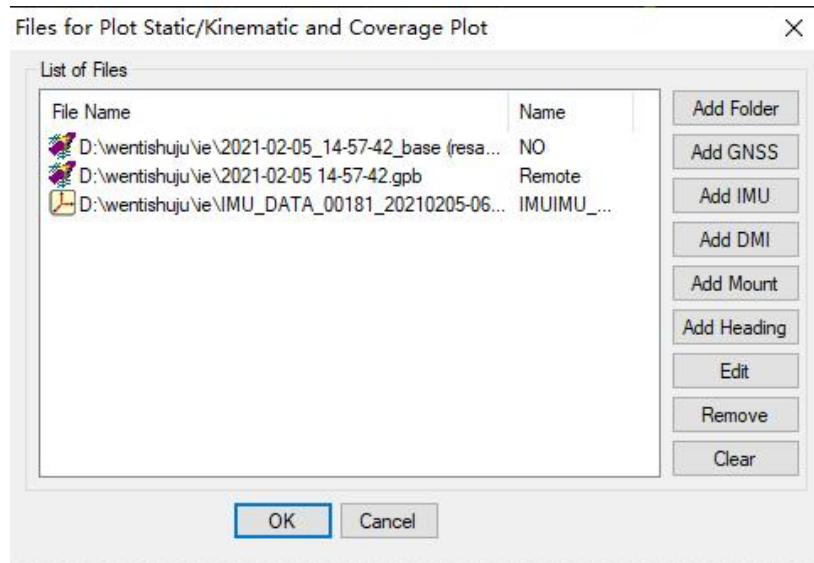 Files for Plot Static/Kinematic and Coverage Plot
List of Files
File Name Name
D:\wentishuju\ie\2021-02-05_14-57-42_base (resa... NO
D:\wentishuju\ie\2021-02-05 14-57-42.gpb Remote
D:\wentishuju\ie\IMU_DATA_00181_20210205-06... IMUIMU_...
Add Folder
Add GNSS
Add IMU
Add DMI
Add Mount
Add Heading
Edit
Remove
Clear
OK Cancel